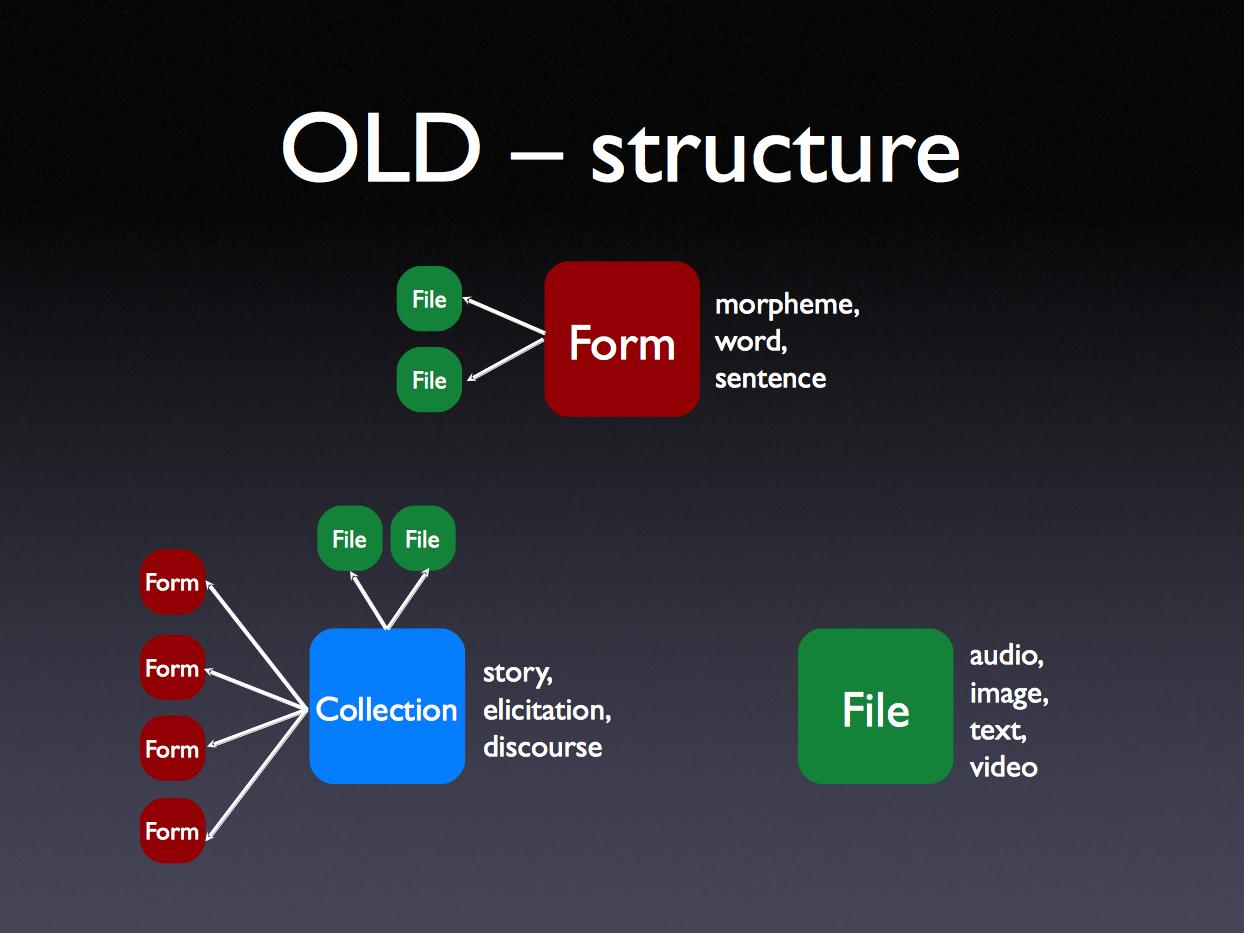 OLD – structure
File
File
Form
morpheme,
word,
sentence
File
File
Form
Form
Form
Form
Collection
story,
elicitation,
discourse
File
audio,
image,
text,
video